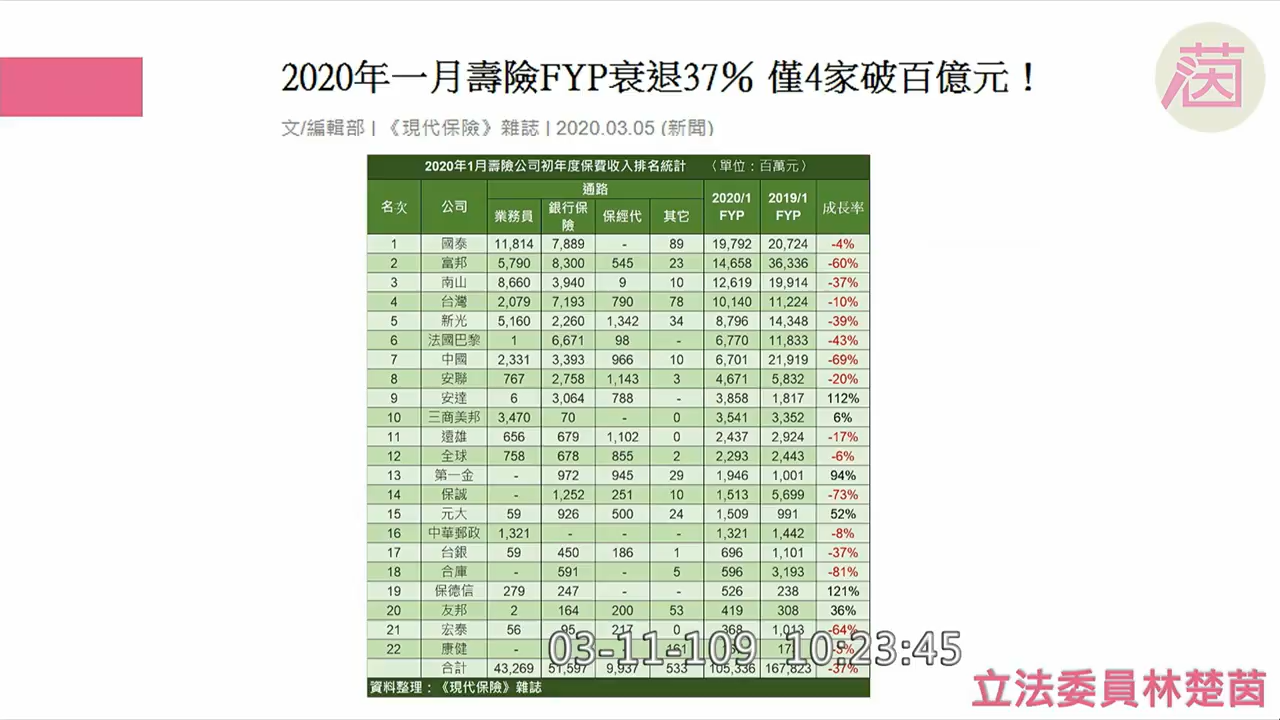 2020年一月壽險FYP衰退37% 僅4家破百億元！
茵
文/編輯部 | 《現代保險》雜誌 | 2020.03.05 (新聞)
2020年1月壽險公司初年度保費收入排名統計 （單位：百萬元）
名次 公司 通路 2020/1 FYP 2019/1 FYP 成長率
業務員 銀行保險 保經代 其它
1 國泰 11,814 7,889 - 89 19,792 20,724 -4%
2 富邦 5,790 8,300 545 23 14,658 36,336 -60%
3 南山 8,660 3,940 9 10 12,619 19,914 -37%
4 台灣 2,079 7,193 790 78 10,140 11,224 -10%
5 新光 5,160 2,260 1,342 34 8,796 14,348 -39%
6 法國巴黎 1 6,671 98 - 6,770 11,833 -43%
7 中國 2,331 3,393 966 10 6,701 21,919 -69%
8 安聯 767 2,758 1,143 3 4,671 5,832 -20%
9 安達 6 3,064 788 - 3,858 1,817 112%
10 三商美邦 3,470 70 - 0 3,541 3,352 6%
11 遠雄 656 679 1,102 0 2,437 2,924 -17%
12 全球 758 678 855 2 2,293 2,443 -6%
13 第一金 - 972 945 29 1,946 1,001 94%
14 保誠 - 1,252 251 10 1,513 5,699 -73%
15 元大 59 926 500 24 1,509 991 52%
16 中華郵政 1,321 - - - 1,321 1,442 -8%
17 台銀 59 450 186 1 696 1,101 -37%
18 合庫 - 591 - 5 596 3,193 -81%
19 保德信 279 247 - - 526 238 121%
20 友邦 2 164 200 53 419 308 36%
21 宏泰 56 95 217 0 368 1,013 -64%
22 康健 -
合計 43,269 51,597 9,937 533 105,336 167,823 -37%
資料整理：《現代保險》雜誌
03-11-109 10:23:45
立法委員林楚茵